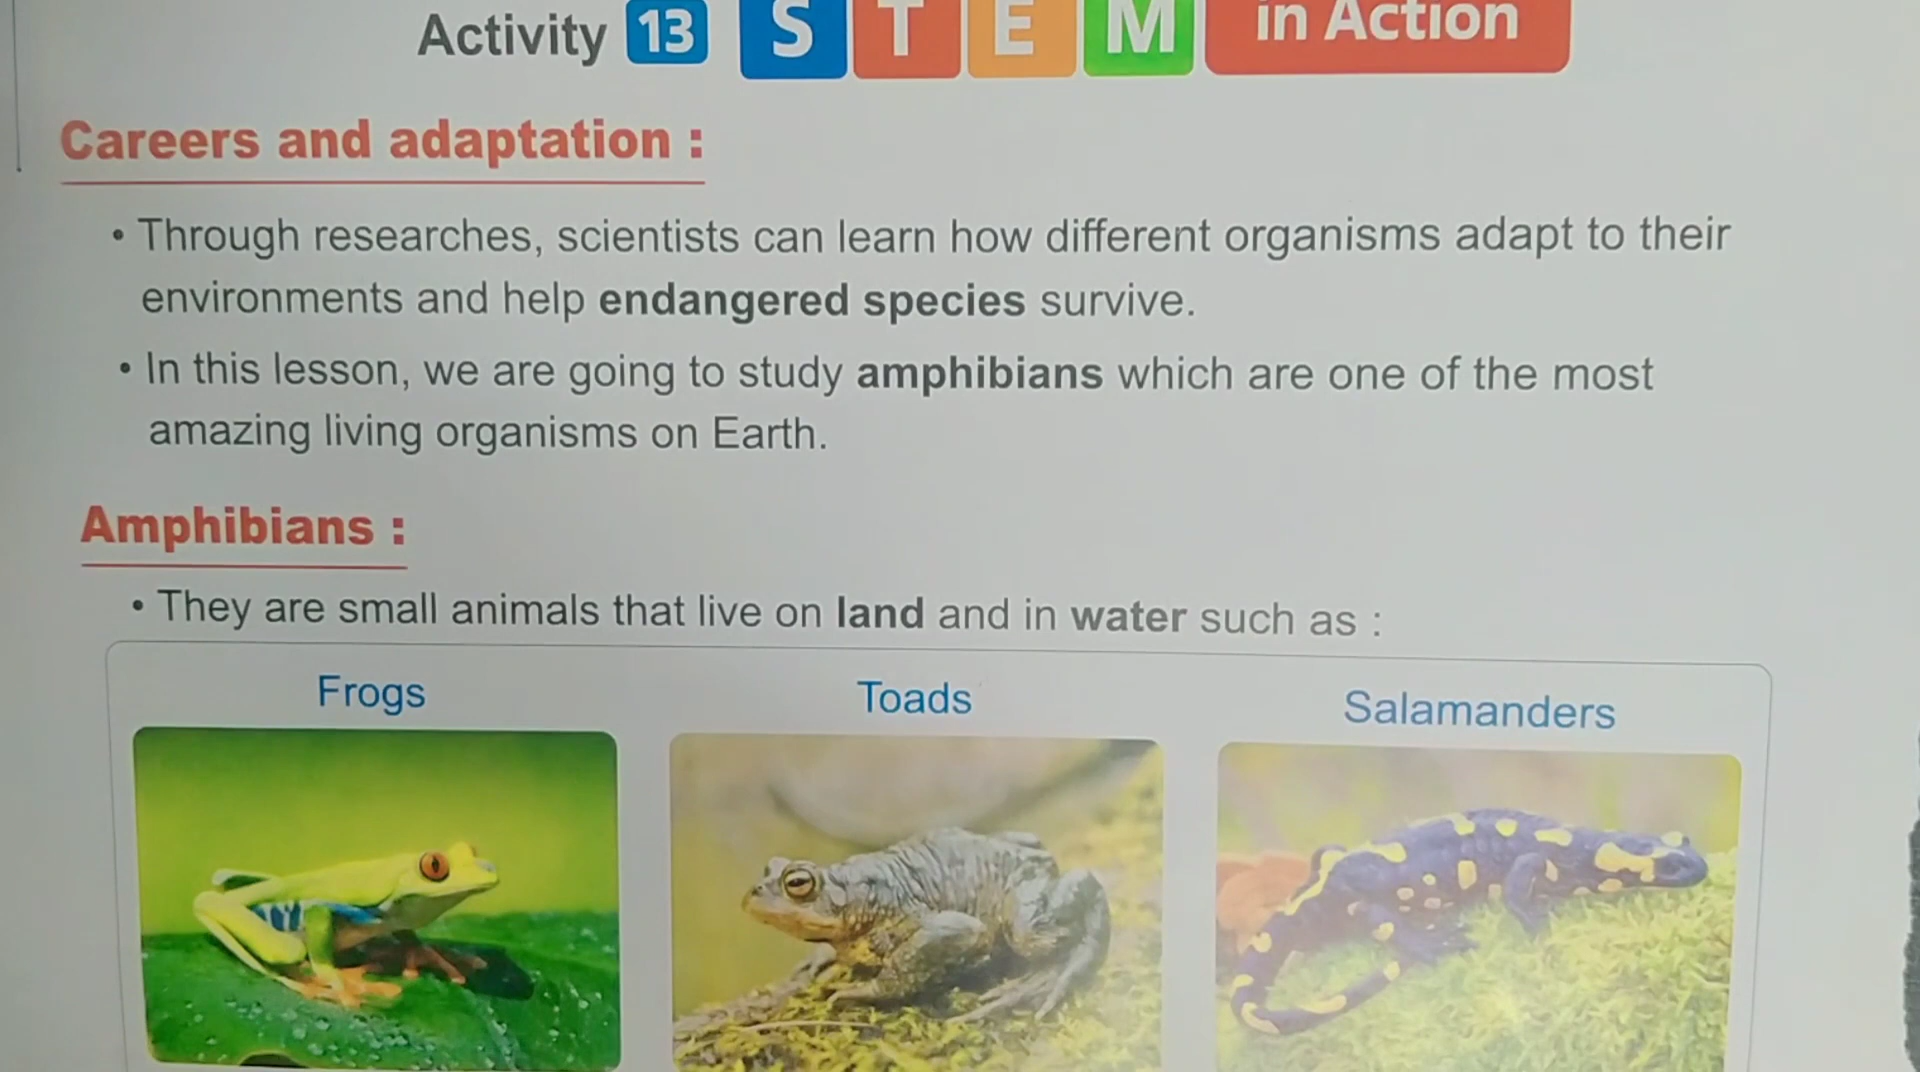 Activity 13 STEM in Action
Careers and adaptation :
• Through researches, scientists can learn how different organisms adapt to their
environments and help endangered species survive.
• In this lesson, we are going to study amphibians which are one of the most
amazing living organisms on Earth.
Amphibians :
• They are small animals that live on land and in water such as :
Frogs
Toads
Salamanders